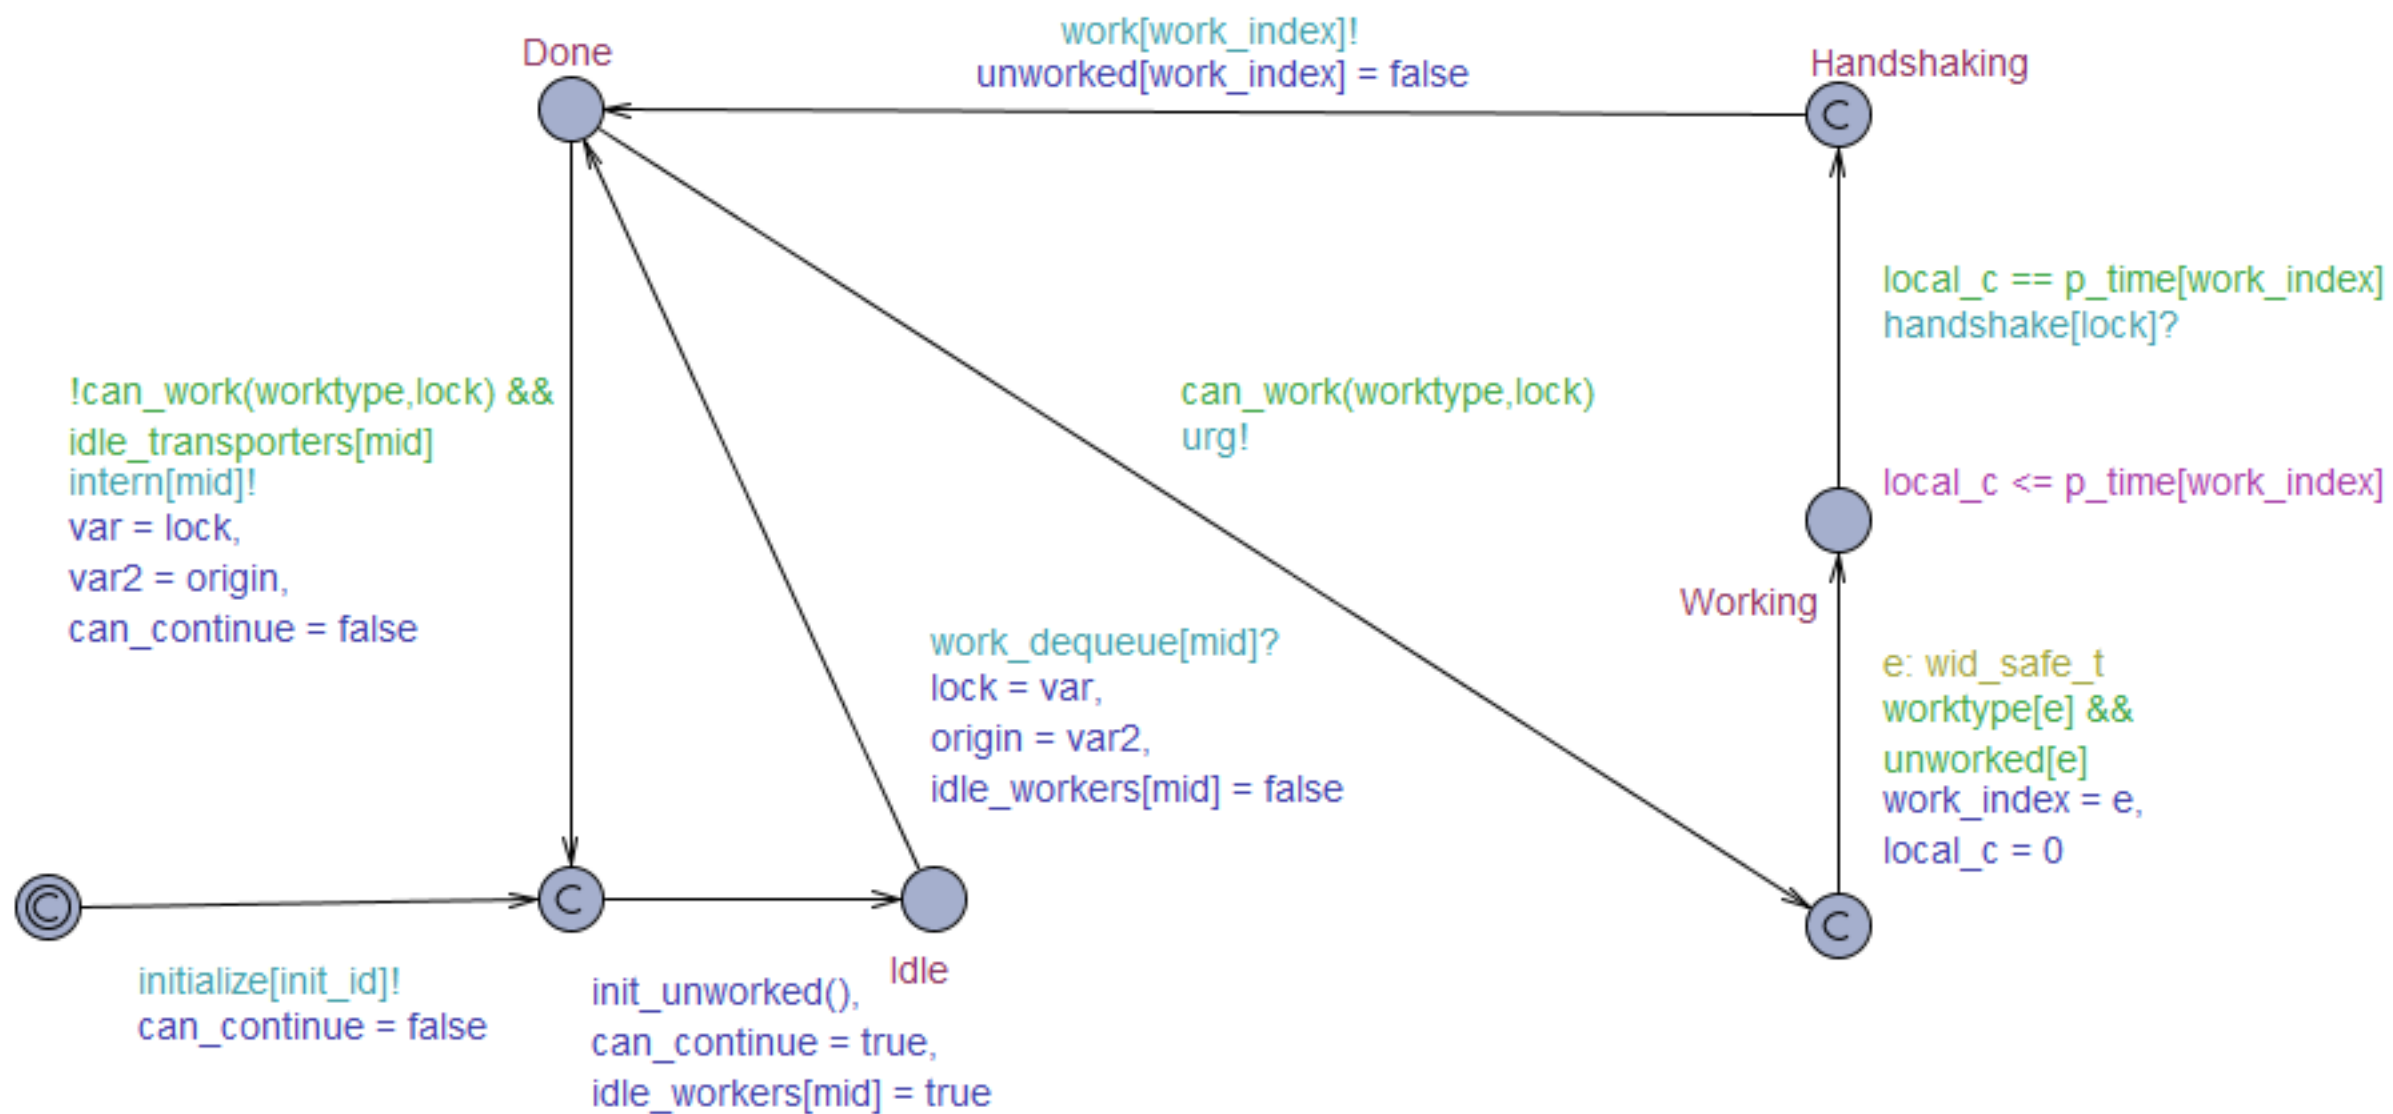 work[work_index]!
unworked[work_index] = false
Done
Handshaking
C
local_c == p_time[work_index]
handshake[lock]?
!can_work(worktype,lock) &&
idle_transporters[mid]
intern[mid]!
var = lock,
var2 = origin,
can_continue = false
can_work(worktype,lock)
urg!
local_c <= p_time[work_index]
Working
work_dequeue[mid]?
lock = var,
origin = var2,
idle_workers[mid] = false
e: wid_safe_t
worktype[e] &&
unworked[e]
work_index = e,
local_c = 0
C
C
C
Idle
initialize[init_id]!
can_continue = false
init_unworked(),
can_continue = true,
idle_workers[mid] = true